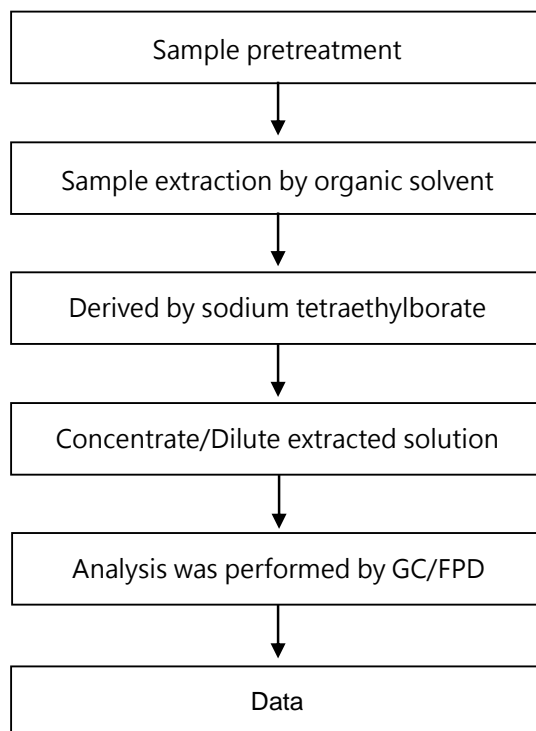 Sample pretreatment
Sample extraction by organic solvent
Derived by sodium tetraethylborate
Concentrate/Dilute extracted solution
Analysis was performed by GC/FPD
Data